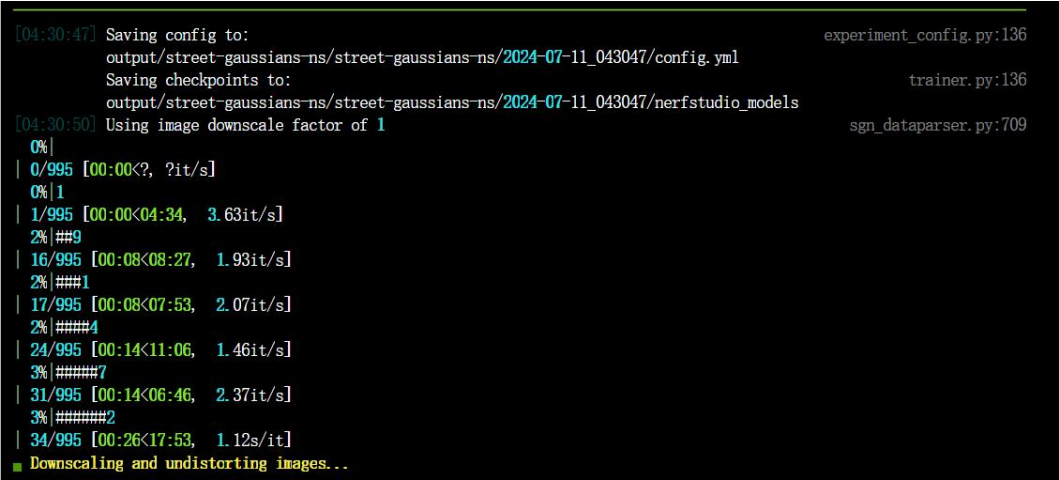 [04:30:47] Saving config to: experiment_config.py:136
output/street-gaussians-ns/street-gaussians-ns/2024-07-11_043047/config.yml
Saving checkpoints to: trainer.py:136
output/street-gaussians-ns/street-gaussians-ns/2024-07-11_043047/nerfstudio_models
[04:30:50] Using image downscale factor of 1 sgn_dataparser.py:709
0%|
| 0/995 [00:00<?, ?it/s]
0%|1
| 1/995 [00:00<04:34, 3.63it/s]
2%|##9
| 16/995 [00:08<08:27, 1.93it/s]
2%|###1
| 17/995 [00:08<07:53, 2.07it/s]
2%|####4
| 24/995 [00:14<11:06, 1.46it/s]
3%|#####7
| 31/995 [00:14<06:46, 2.37it/s]
3%|######2
| 34/995 [00:26<17:53, 1.12s/it]
Downscaling and undistorting images...